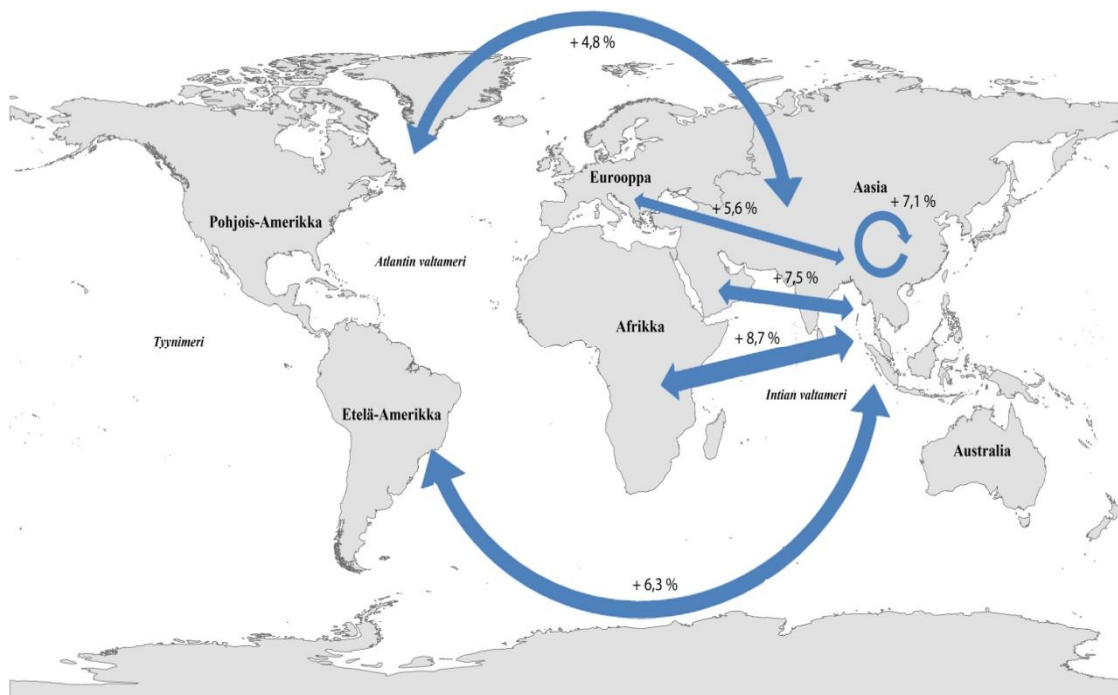 + 4,8 %
Eurooppa
Aasia
+ 7,1 %
Pohjois-Amerikka
+ 5,6 %
Atlantin valtameri
+ 7,5 %
Afrikka
Tyynimeri
+ 8,7 %
Intian valtameri
Etelä-Amerikka
Australia
+ 6,3 %